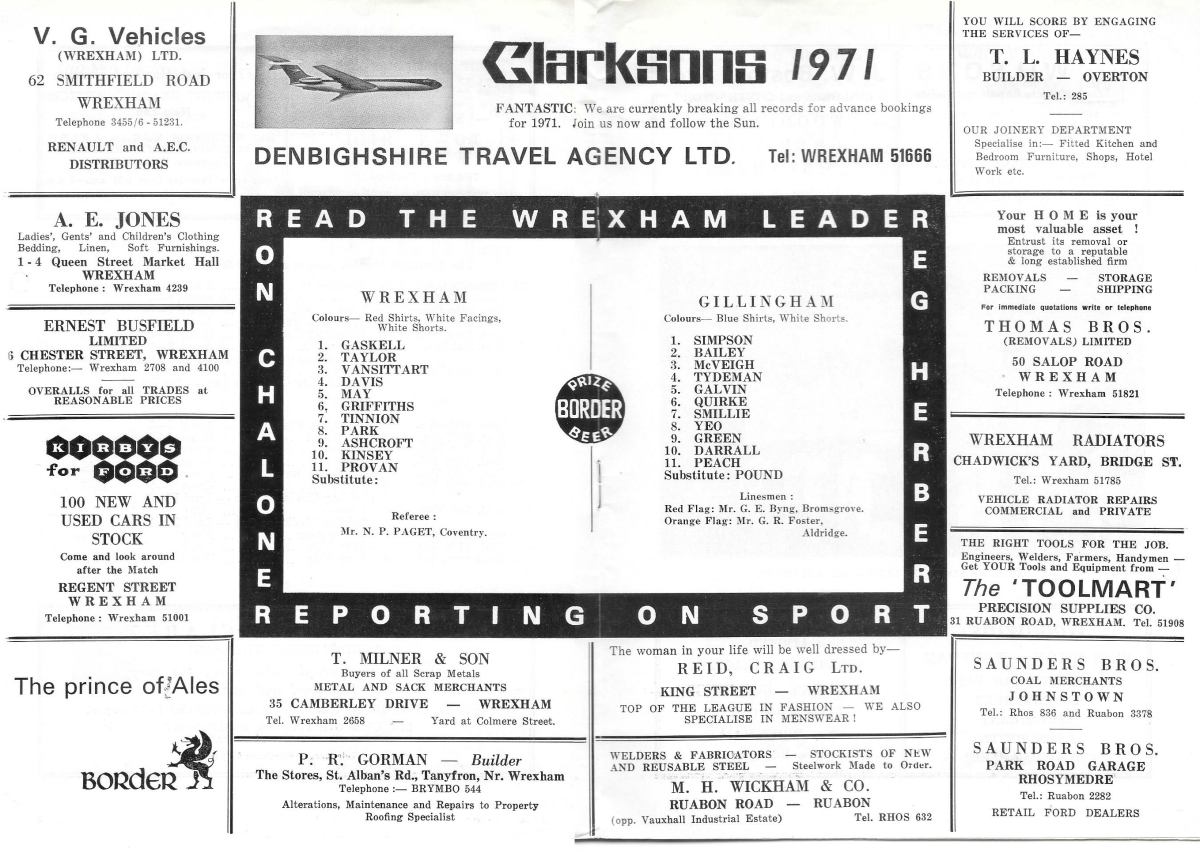 V. G. Vehicles
(WREXHAM) LTD.
62 SMITHFIELD ROAD
WREXHAM
Telephone 3455/6 - 51231.
RENAULT and A.E.C.
DISTRIBUTORS
A. E. JONES
Ladies', Gents' and Children's Clothing
Bedding, Linen, Soft Furnishings.
1 - 4 Queen Street Market Hall
WREXHAM
Telephone : Wrexham 4239
ERNEST BUSFIELD
LIMITED
6 CHESTER STREET, WREXHAM
Telephone:— Wrexham 2708 and 4100
OVERALLS for all TRADES at
REASONABLE PRICES
KIRBYS
for FORD
100 NEW AND
USED CARS IN
STOCK
Come and look around
after the Match
REGENT STREET
WREXHAM
Telephone : Wrexham 51001
The prince of Ales
BORDER
Clarksons 1971
FANTASTIC: We are currently breaking all records for advance bookings
for 1971. Join us now and follow the Sun.
DENBIGHSHIRE TRAVEL AGENCY LTD. Tel: WREXHAM 51666
READ THE WREXHAM LEADER
RON CHALONER
REG HERBERT
REPORTING ON SPORT
WREXHAM
Colours— Red Shirts, White Facings,
White Shorts.
1. GASKELL
2. TAYLOR
3. VANSITTART
4. DAVIS
5. MAY
6. GRIFFITHS
7. TINNION
8. PARK
9. ASHCROFT
10. KINSEY
11. PROVAN
Substitute:
Referee :
Mr. N. P. PAGET, Coventry.
PRIZE
BORDER
BEER
GILLINGHAM
Colours— Blue Shirts, White Shorts.
1. SIMPSON
2. BAILEY
3. McVEIGH
4. TYDEMAN
5. GALVIN
6. QUIRKE
7. SMILLIE
8. YEO
9. GREEN
10. DARRALL
11. PEACH
Substitute: POUND
Linesmen :
Red Flag: Mr. G. E. Byng, Bromsgrove.
Orange Flag: Mr. G. R. Foster,
Aldridge.
T. MILNER & SON
Buyers of all Scrap Metals
METAL AND SACK MERCHANTS
35 CAMBERLEY DRIVE — WREXHAM
Tel. Wrexham 2658 — Yard at Colmere Street.
P. R. GORMAN — Builder
The Stores, St. Alban's Rd., Tanyfron, Nr. Wrexham
Telephone :— BRYMBO 544
Alterations, Maintenance and Repairs to Property
Roofing Specialist
The woman in your life will be well dressed by—
REID, CRAIG LTD.
KING STREET — WREXHAM
TOP OF THE LEAGUE IN FASHION — WE ALSO
SPECIALISE IN MENSWEAR !
WELDERS & FABRICATORS — STOCKISTS OF NEW
AND REUSABLE STEEL — Steelwork Made to Order.
M. H. WICKHAM & CO.
RUABON ROAD — RUABON
(opp. Vauxhall Industrial Estate) Tel. RHOS 632
YOU WILL SCORE BY ENGAGING
THE SERVICES OF—
T. L. HAYNES
BUILDER — OVERTON
Tel.: 285
OUR JOINERY DEPARTMENT
Specialise in:— Fitted Kitchen and
Bedroom Furniture, Shops, Hotel
Work etc.
Your HOME is your
most valuable asset !
Entrust its removal or
storage to a reputable
& long established firm
REMOVALS — STORAGE
PACKING — SHIPPING
For immediate quotations write or telephone
THOMAS BROS.
(REMOVALS) LIMITED
50 SALOP ROAD
WREXHAM
Telephone : Wrexham 51821
WREXHAM RADIATORS
CHADWICK'S YARD, BRIDGE ST.
Tel.: Wrexham 51785
VEHICLE RADIATOR REPAIRS
COMMERCIAL and PRIVATE
THE RIGHT TOOLS FOR THE JOB.
Engineers, Welders, Farmers, Handymen —
Get YOUR Tools and Equipment from —
The 'TOOLMART'
PRECISION SUPPLIES CO.
31 RUABON ROAD, WREXHAM. Tel. 51908
SAUNDERS BROS.
COAL MERCHANTS
JOHNSTOWN
Tel.: Rhos 836 and Ruabon 3378
SAUNDERS BROS.
PARK ROAD GARAGE
RHOSYMEDRE
Tel.: Ruabon 2282
RETAIL FORD DEALERS